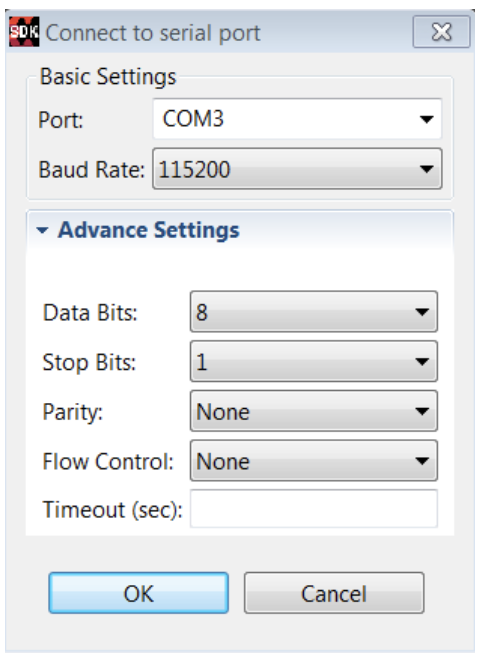 SDK Connect to serial port
Basic Settings
Port: COM3
Baud Rate: 115200
Advance Settings
Data Bits: 8
Stop Bits: 1
Parity: None
Flow Control: None
Timeout (sec):
OK Cancel